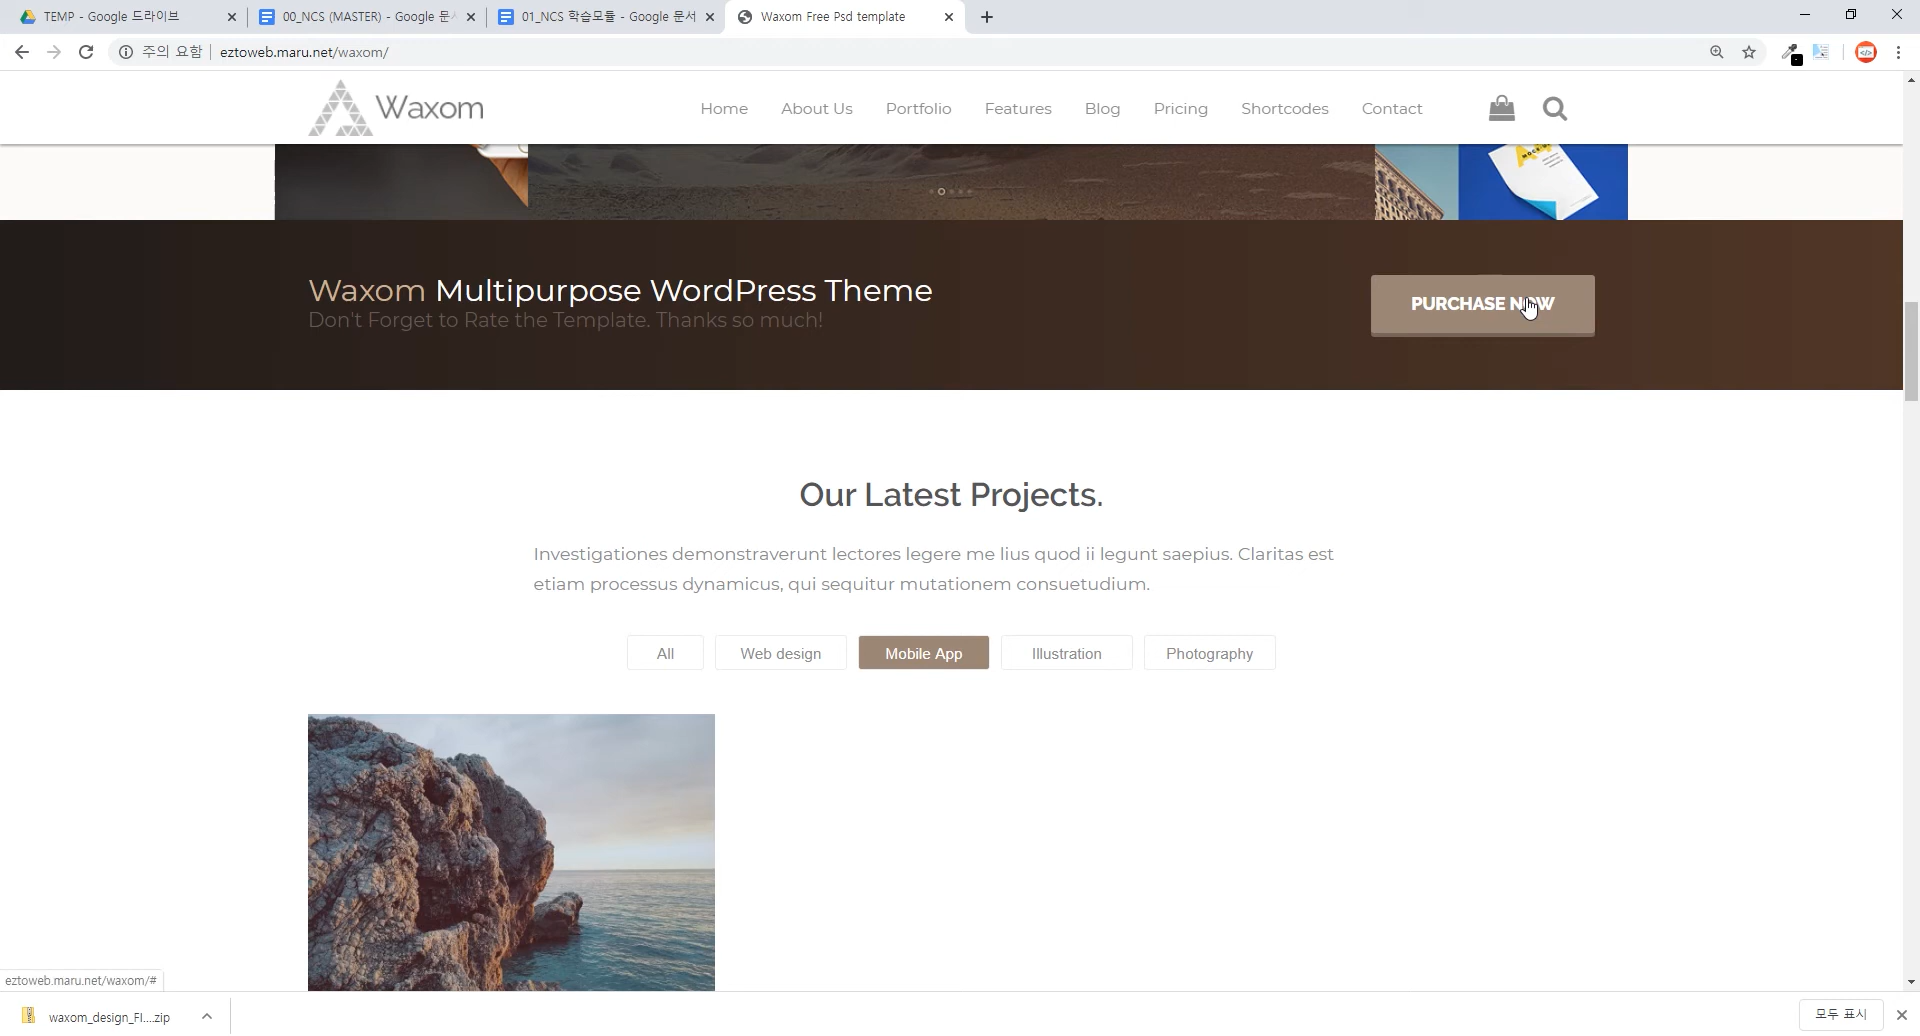 TEMP - Google 드라이브
00_NCS (MASTER) - Google 문
01_NCS 학습모듈 - Google 문서
Waxom Free Psd template
주의 요함
eztoweb.maru.net/waxom/
Waxom
Home
About Us
Portfolio
Features
Blog
Pricing
Shortcodes
Contact
Waxom Multipurpose WordPress Theme
Don't Forget to Rate the Template. Thanks so much!
PURCHASE NOW
Our Latest Projects.
Investigationes demonstraverunt lectores legere me lius quod ii legunt saepius. Claritas est
etiam processus dynamicus, qui sequitur mutationem consuetudium.
All
Web design
Mobile App
Illustration
Photography
eztoweb.maru.net/waxom/#
waxom_design_FI....zip
모두 표시